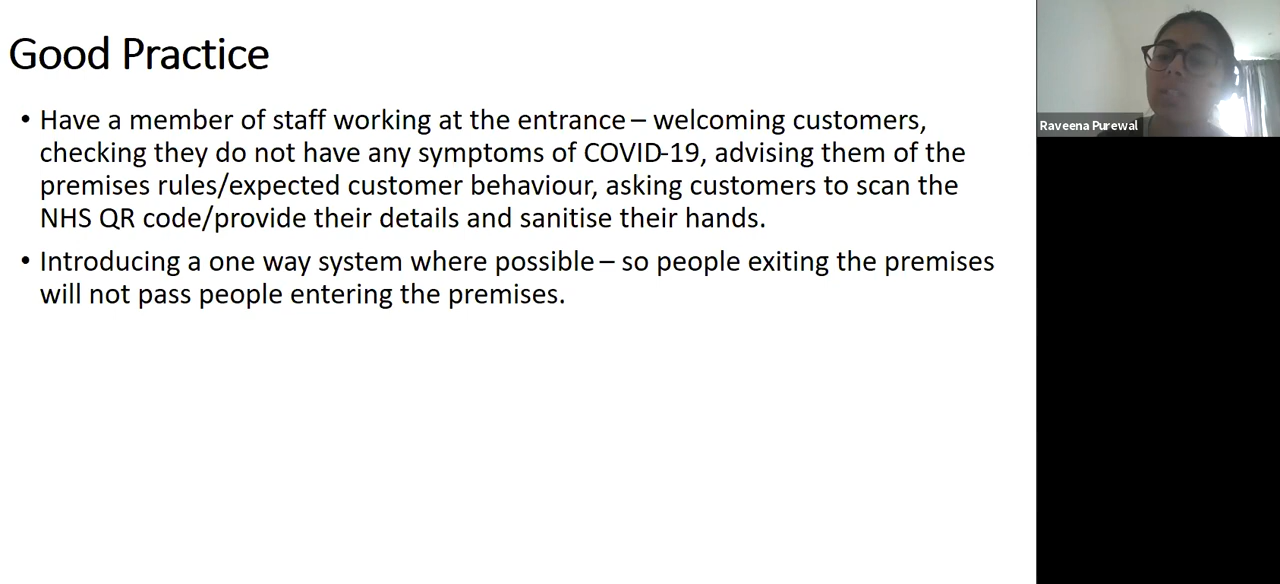 Good Practice
• Have a member of staff working at the entrance – welcoming customers,
checking they do not have any symptoms of COVID-19, advising them of the
premises rules/expected customer behaviour, asking customers to scan the
NHS QR code/provide their details and sanitise their hands.
• Introducing a one way system where possible – so people exiting the premises
will not pass people entering the premises.
Raveena Purewal